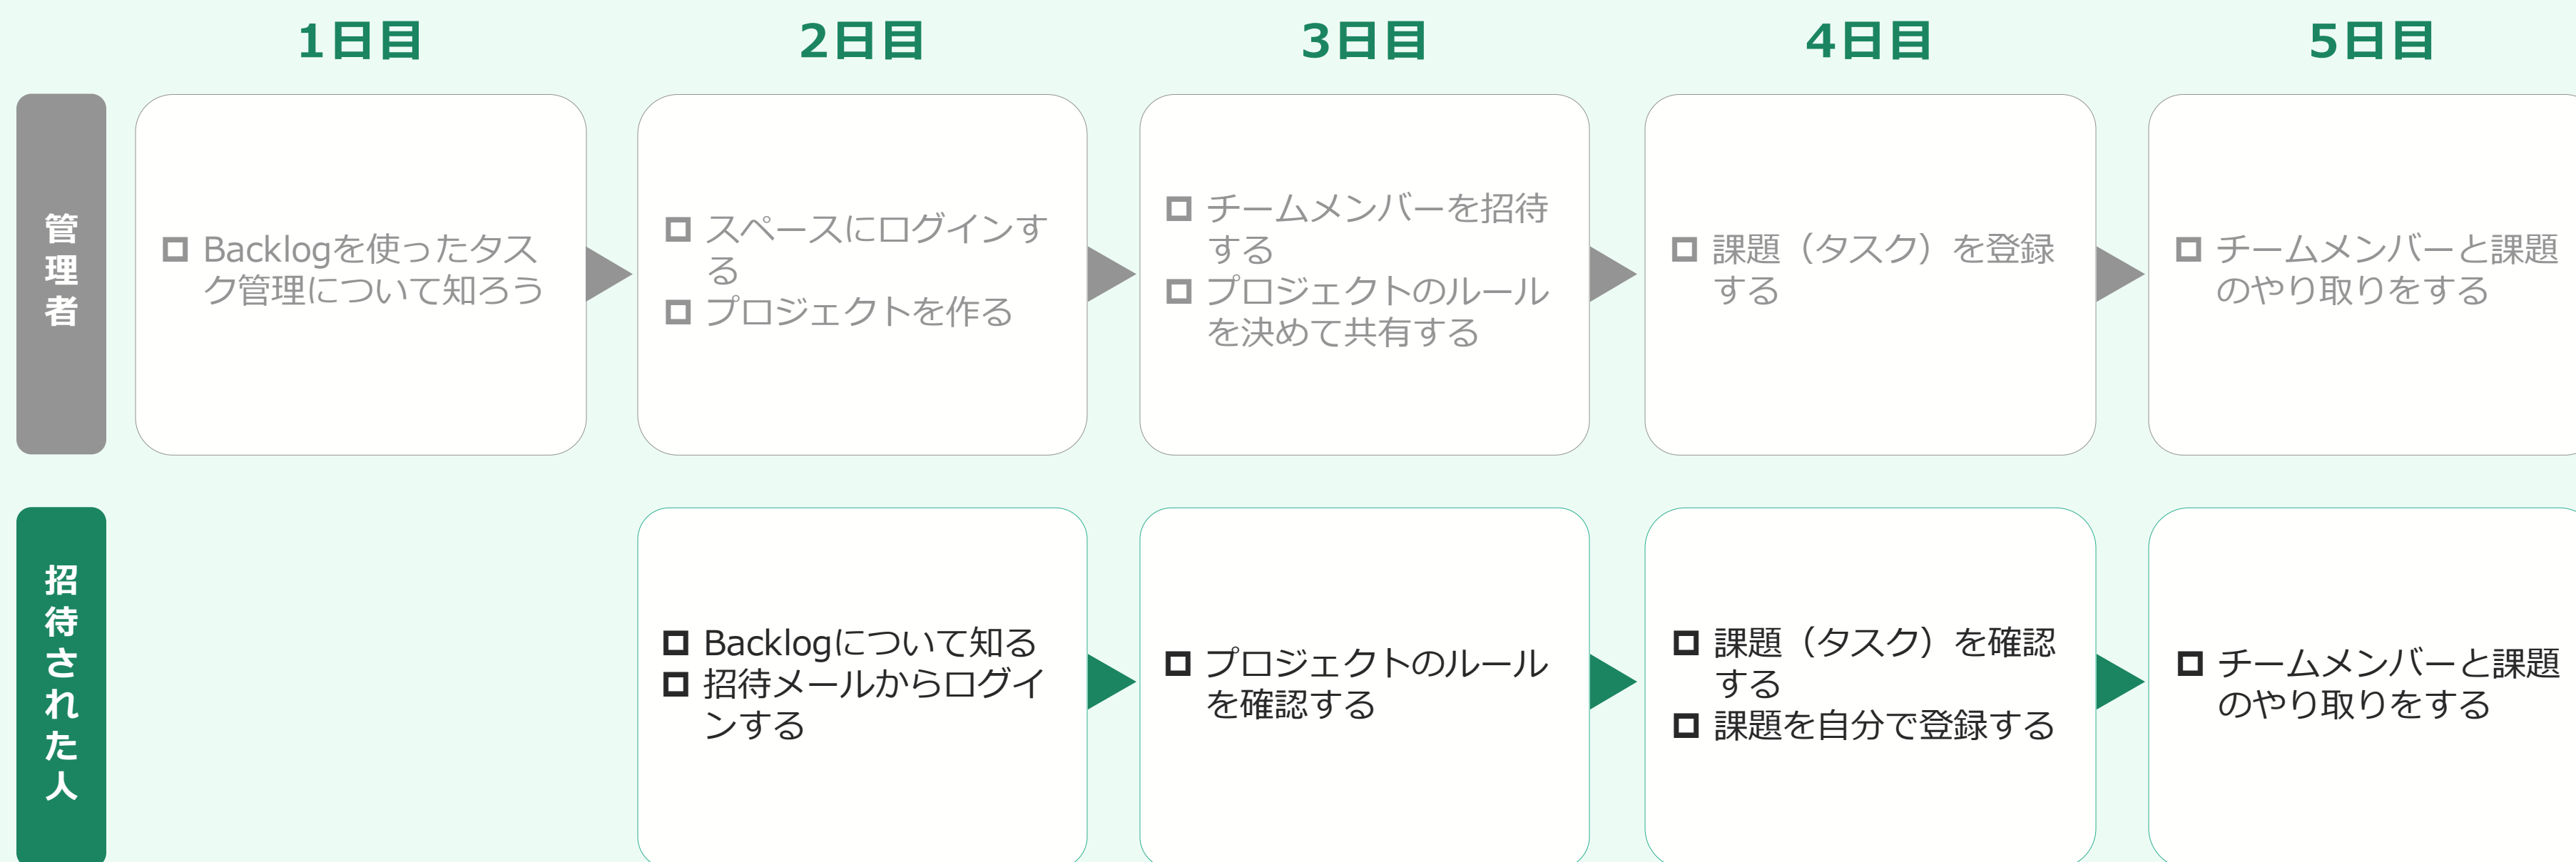 1日目
2日目
3日目
4日目
5日目
管理者
Backlogを使ったタス
ク管理について知ろう
スペースにログインす
る
プロジェクトを作る
チームメンバーを招待
する
プロジェクトのルール
を決めて共有する
課題（タスク）を登録
する
チームメンバーと課題
のやり取りをする
招待された人
Backlogについて知る
招待メールからログイ
ンする
プロジェクトのルール
を確認する
課題（タスク）を確認
する
課題を自分で登録する
チームメンバーと課題
のやり取りをする